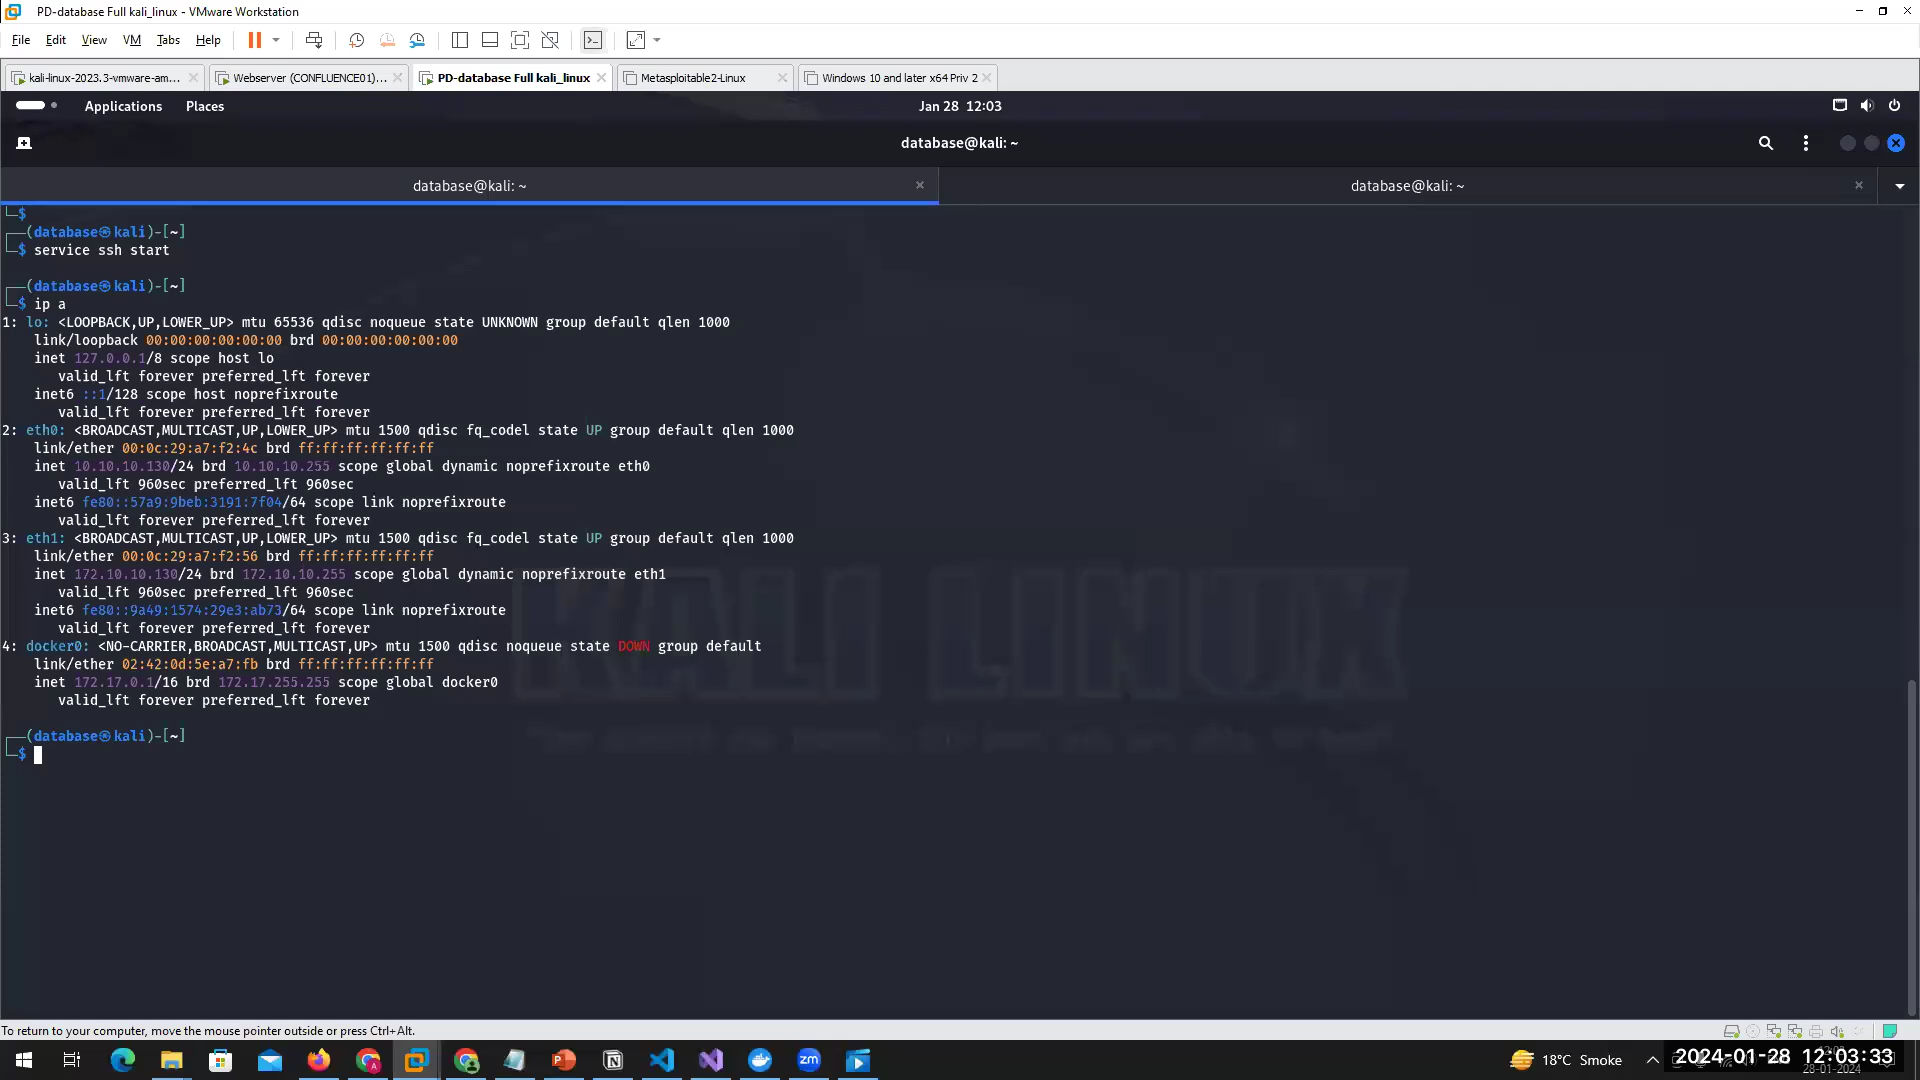 PD-database Full kali_linux - VMware Workstation
File Edit View VM Tabs Help
kali-linux-2023.3-vmware-am... Webserver (CONFLUENCE01)... PD-database Full kali_linux Metasploitable2-Linux Windows 10 and later x64 Priv 2
Applications Places Jan 28 12:03
database@kali: ~
database@kali: ~ database@kali: ~
└─$
┌──(database㉿kali)-[~]
└─$ service ssh start
┌──(database㉿kali)-[~]
└─$ ip a
1: lo: <LOOPBACK,UP,LOWER_UP> mtu 65536 qdisc noqueue state UNKNOWN group default qlen 1000
link/loopback 00:00:00:00:00:00 brd 00:00:00:00:00:00
inet 127.0.0.1/8 scope host lo
valid_lft forever preferred_lft forever
inet6 ::1/128 scope host noprefixroute
valid_lft forever preferred_lft forever
2: eth0: <BROADCAST,MULTICAST,UP,LOWER_UP> mtu 1500 qdisc fq_codel state UP group default qlen 1000
link/ether 00:0c:29:a7:f2:4c brd ff:ff:ff:ff:ff:ff
inet 10.10.10.130/24 brd 10.10.10.255 scope global dynamic noprefixroute eth0
valid_lft 960sec preferred_lft 960sec
inet6 fe80::57a9:9beb:3191:7f04/64 scope link noprefixroute
valid_lft forever preferred_lft forever
3: eth1: <BROADCAST,MULTICAST,UP,LOWER_UP> mtu 1500 qdisc fq_codel state UP group default qlen 1000
link/ether 00:0c:29:a7:f2:56 brd ff:ff:ff:ff:ff:ff
inet 172.10.10.130/24 brd 172.10.10.255 scope global dynamic noprefixroute eth1
valid_lft 960sec preferred_lft 960sec
inet6 fe80::9a49:1574:29e3:ab73/64 scope link noprefixroute
valid_lft forever preferred_lft forever
4: docker0: <NO-CARRIER,BROADCAST,MULTICAST,UP> mtu 1500 qdisc noqueue state DOWN group default
link/ether 02:42:0d:5e:a7:fb brd ff:ff:ff:ff:ff:ff
inet 172.17.0.1/16 brd 172.17.255.255 scope global docker0
valid_lft forever preferred_lft forever
KALI LINUX
┌──(database㉿kali)-[~]
└─$
To return to your computer, move the mouse pointer outside or press Ctrl+Alt.
18°C Smoke 2024-01-28 12:03:33
28-01-2024